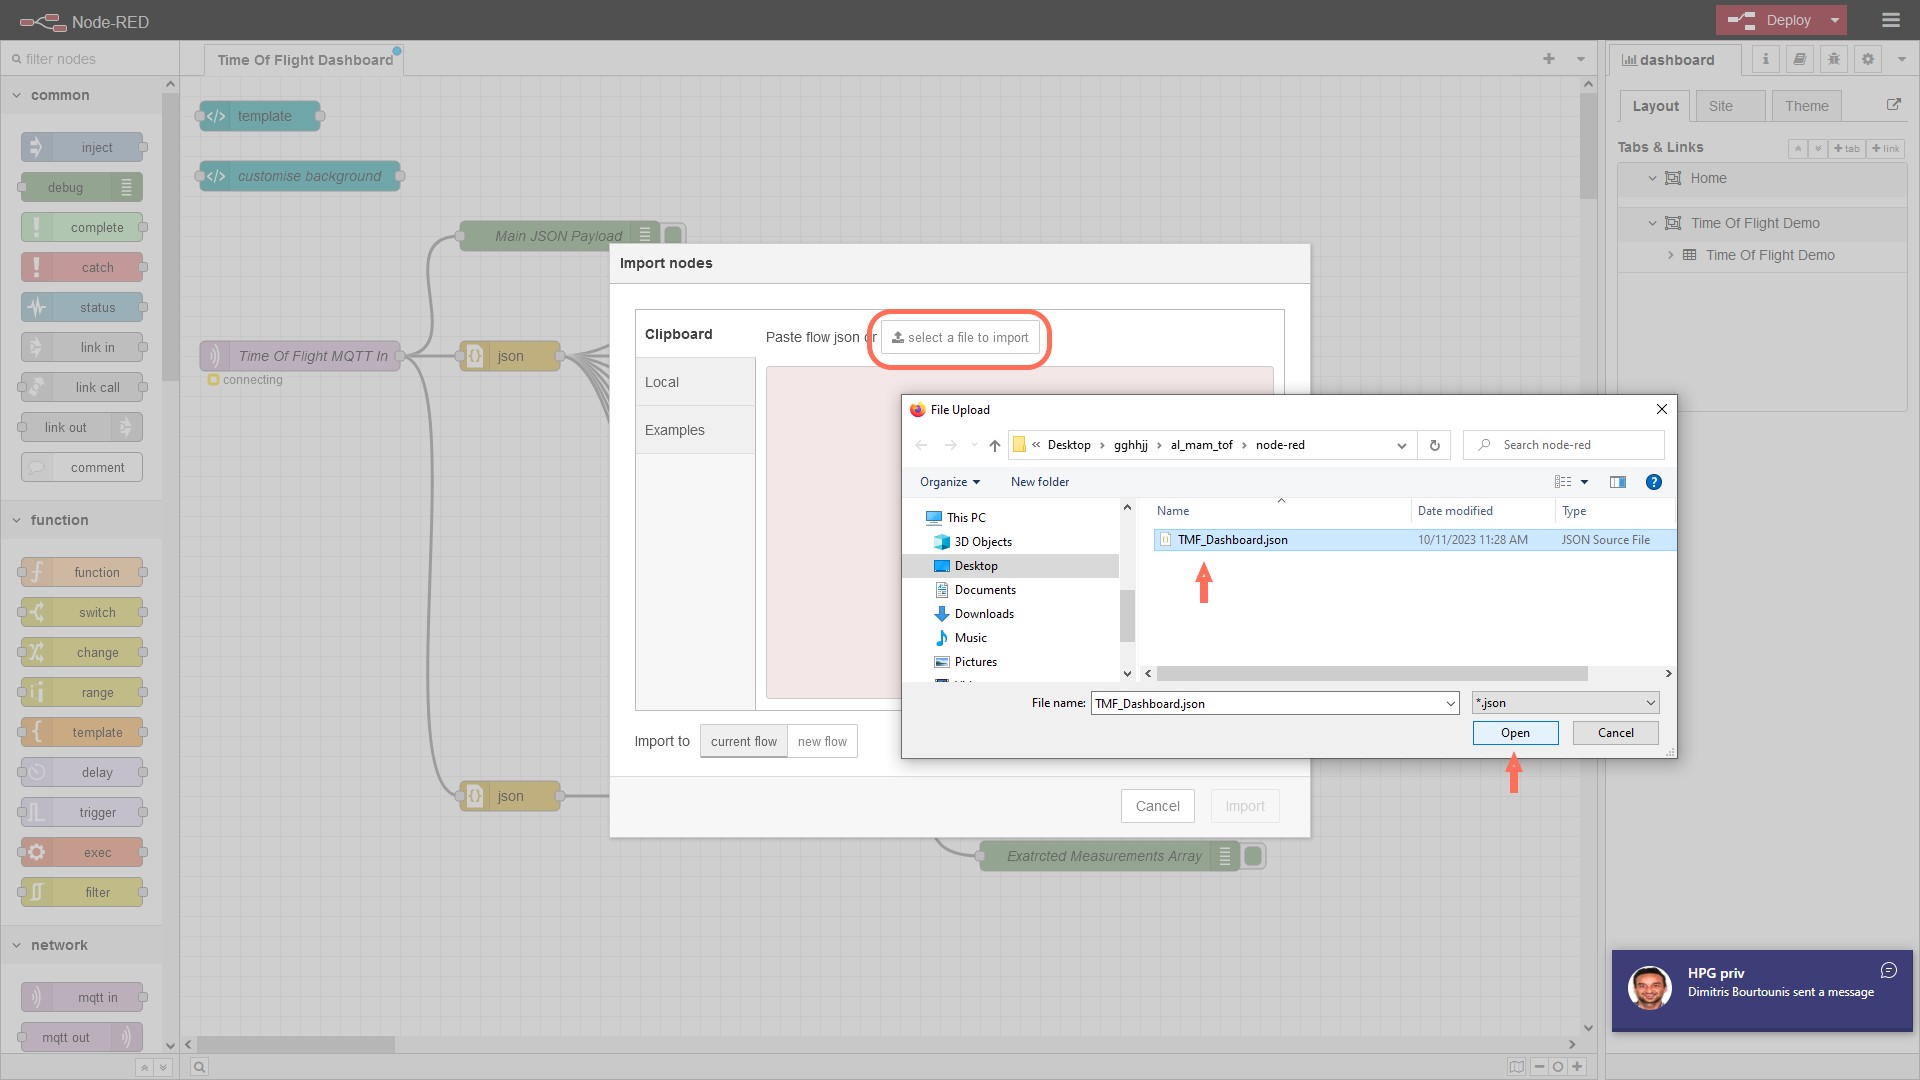 Node-RED
Deploy
filter nodes
Time Of Flight Dashboard
dashboard
common
inject
debug
complete
catch
status
link in
link call
link out
comment
function
function
switch
change
range
template
delay
trigger
exec
filter
network
mqtt in
mqtt out
template
customise background
Main JSON Payload
Time Of Flight MQTT In
connecting
json
json
Exatrcted Measurements Array
Import nodes
Clipboard
Local
Examples
Paste flow json or
select a file to import
Import to
current flow
new flow
Cancel
Import
File Upload
« Desktop › gghhjj › al_mam_tof › node-red
Search node-red
Organize
New folder
This PC
3D Objects
Desktop
Documents
Downloads
Music
Pictures
Name
Date modified
Type
TMF_Dashboard.json
10/11/2023 11:28 AM
JSON Source File
File name:
TMF_Dashboard.json
*.json
Open
Cancel
Layout
Site
Theme
Tabs & Links
tab
link
Home
Time Of Flight Demo
Time Of Flight Demo
HPG priv
Dimitris Bourtounis sent a message